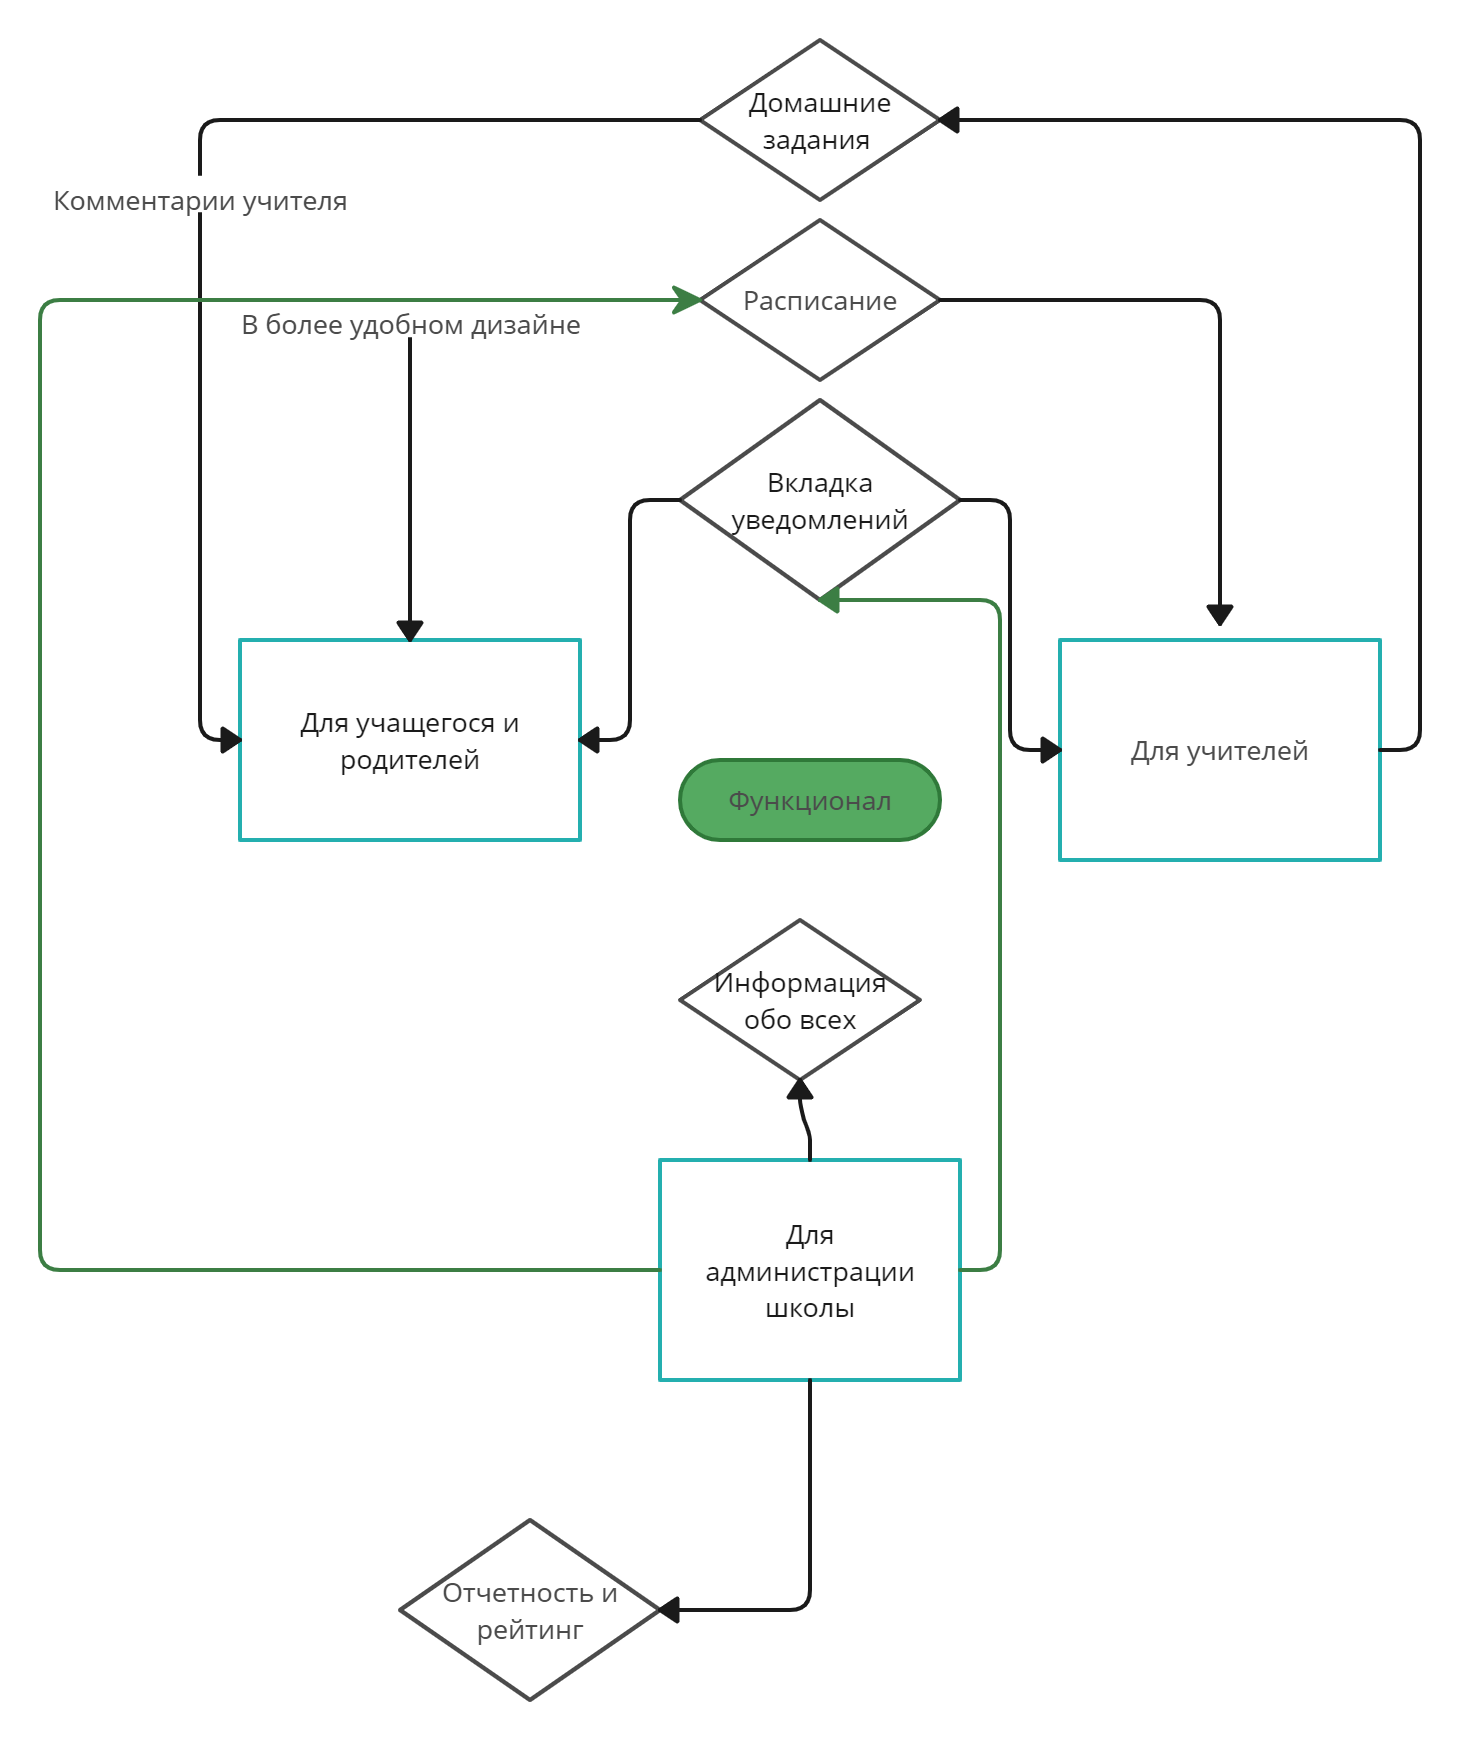 Домашние
задания
Комментарии учителя
Расписание
В более удобном дизайне
Вкладка
уведомлений
Для учащегося и
родителей
Для учителей
Функционал
Информация
обо всех
Для
администрации
школы
Отчетность и
рейтинг